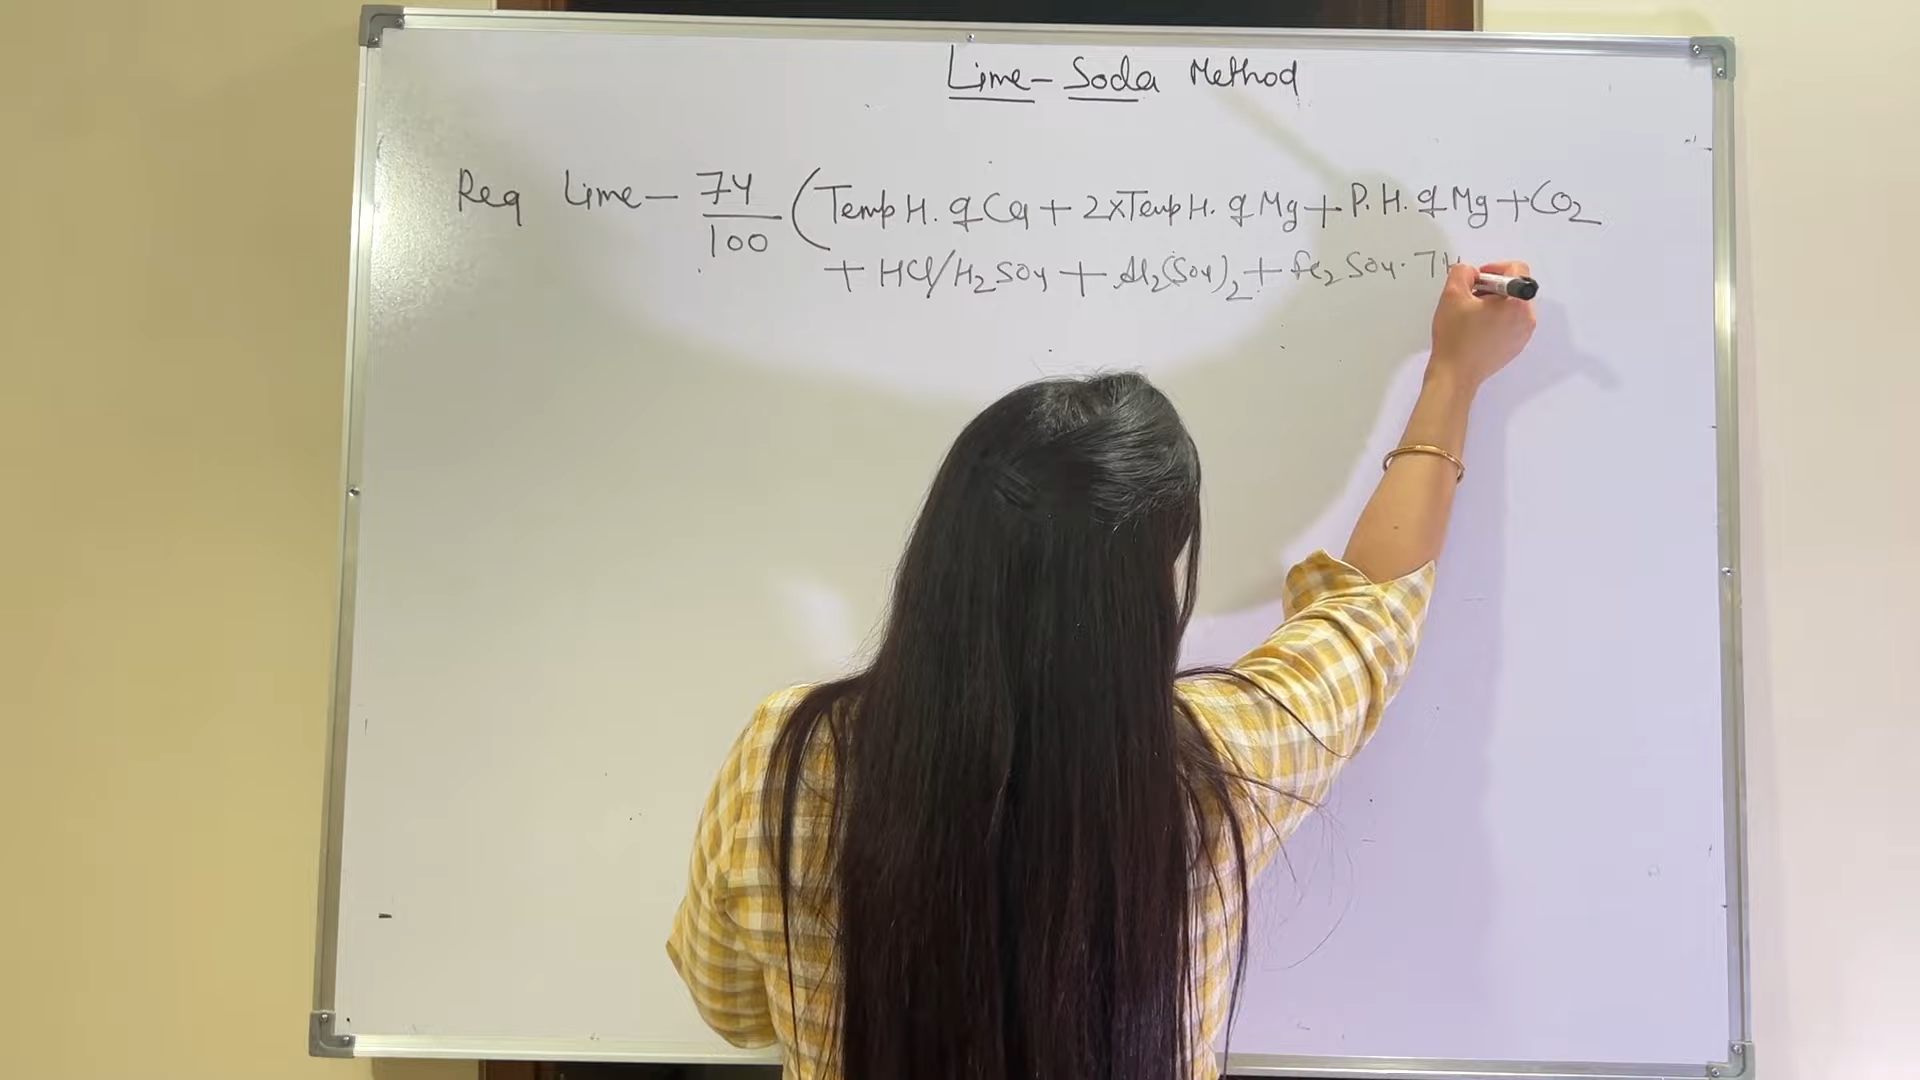 Lime-Soda Method
Req Lime - 74/100 (Temp H. of Ca + 2xTemp H. of Mg + P.H. of Mg + CO2
+ HCl/H2SO4 + Al2(SO4)2 + Fe2SO4.7H